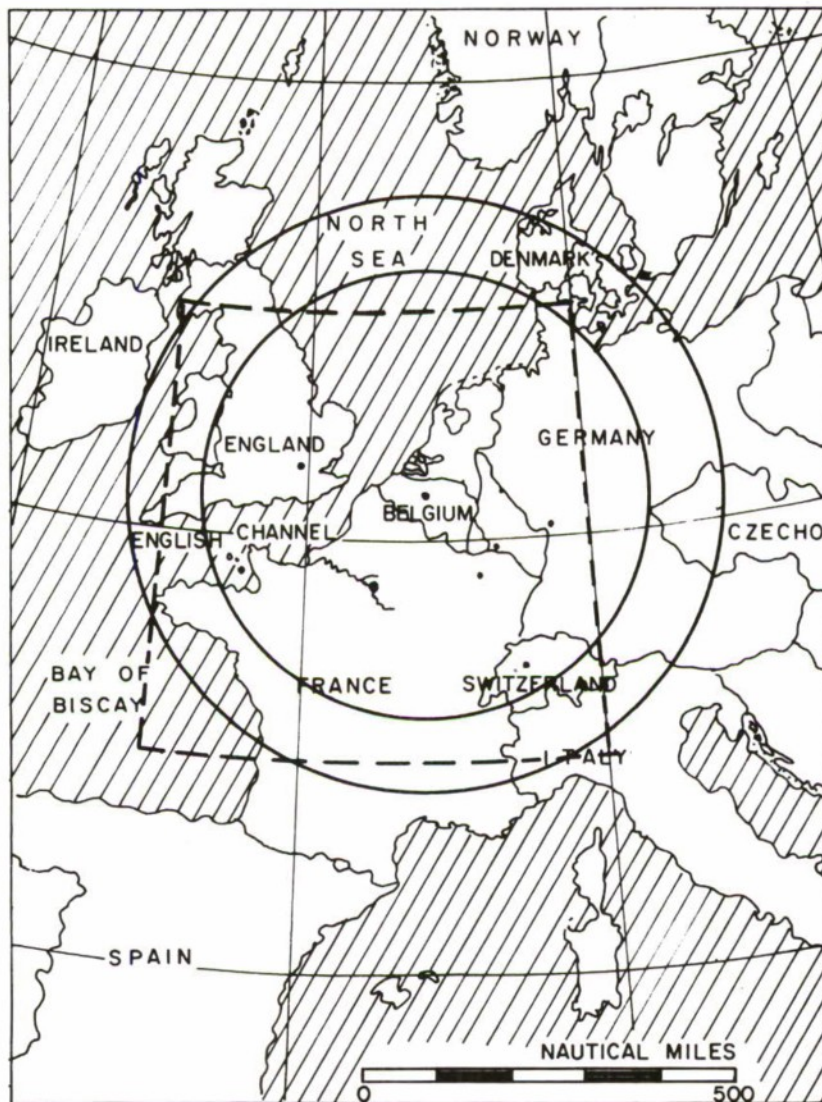 NORWAY
NORTH
SEA
DENMARK
IRELAND
ENGLAND
GERMANY
BELGIUM
ENGLISH CHANNEL
CZECHO
BAY OF
BISCAY
FRANCE
SWITZERLAND
ITALY
SPAIN
NAUTICAL MILES
0 500